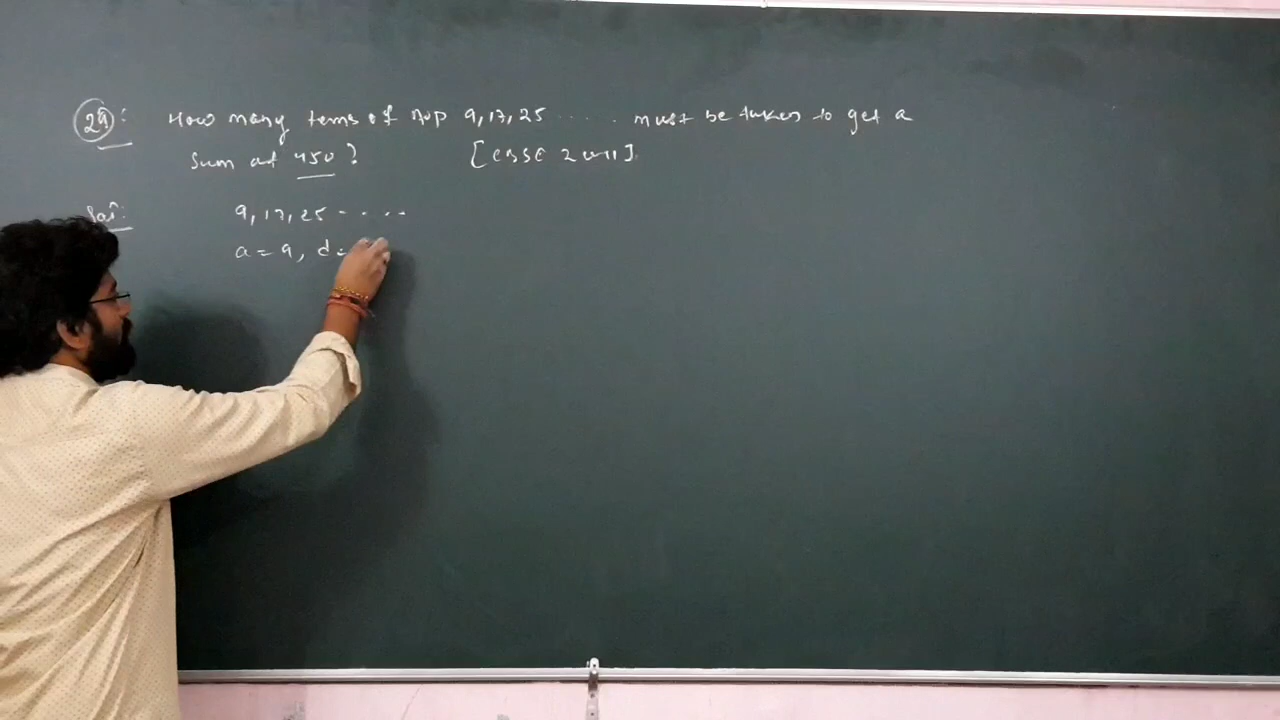 29: How many terms of A.P 9,17,25 ..... must be taken to get a
Sum of 450? [CBSE 2011]
Sol:
9,17,25 ....
a = 9, d =